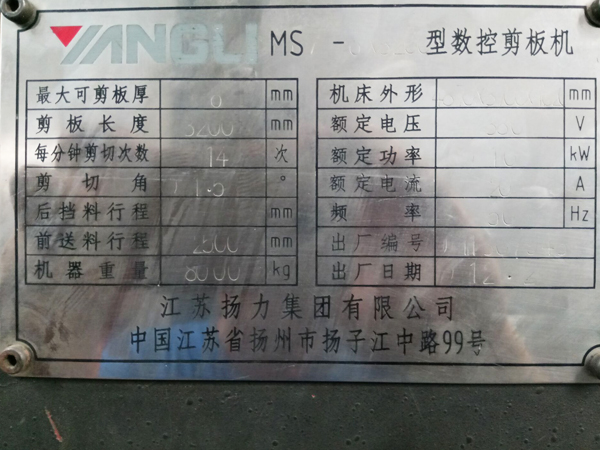 YANGLI MS - 型数控剪板机
最大可剪板厚 mm
剪板长度 3200 mm
每分钟剪切次数 14 次
剪切角 °
后挡料行程 mm
前送料行程 2500 mm
机器重量 8000 kg
机床外形 mm
额定电压 V
额定功率 kW
额定电流 A
频率 50 Hz
出厂编号
出厂日期
江苏扬力集团有限公司
中国江苏省扬州市扬子江中路99号